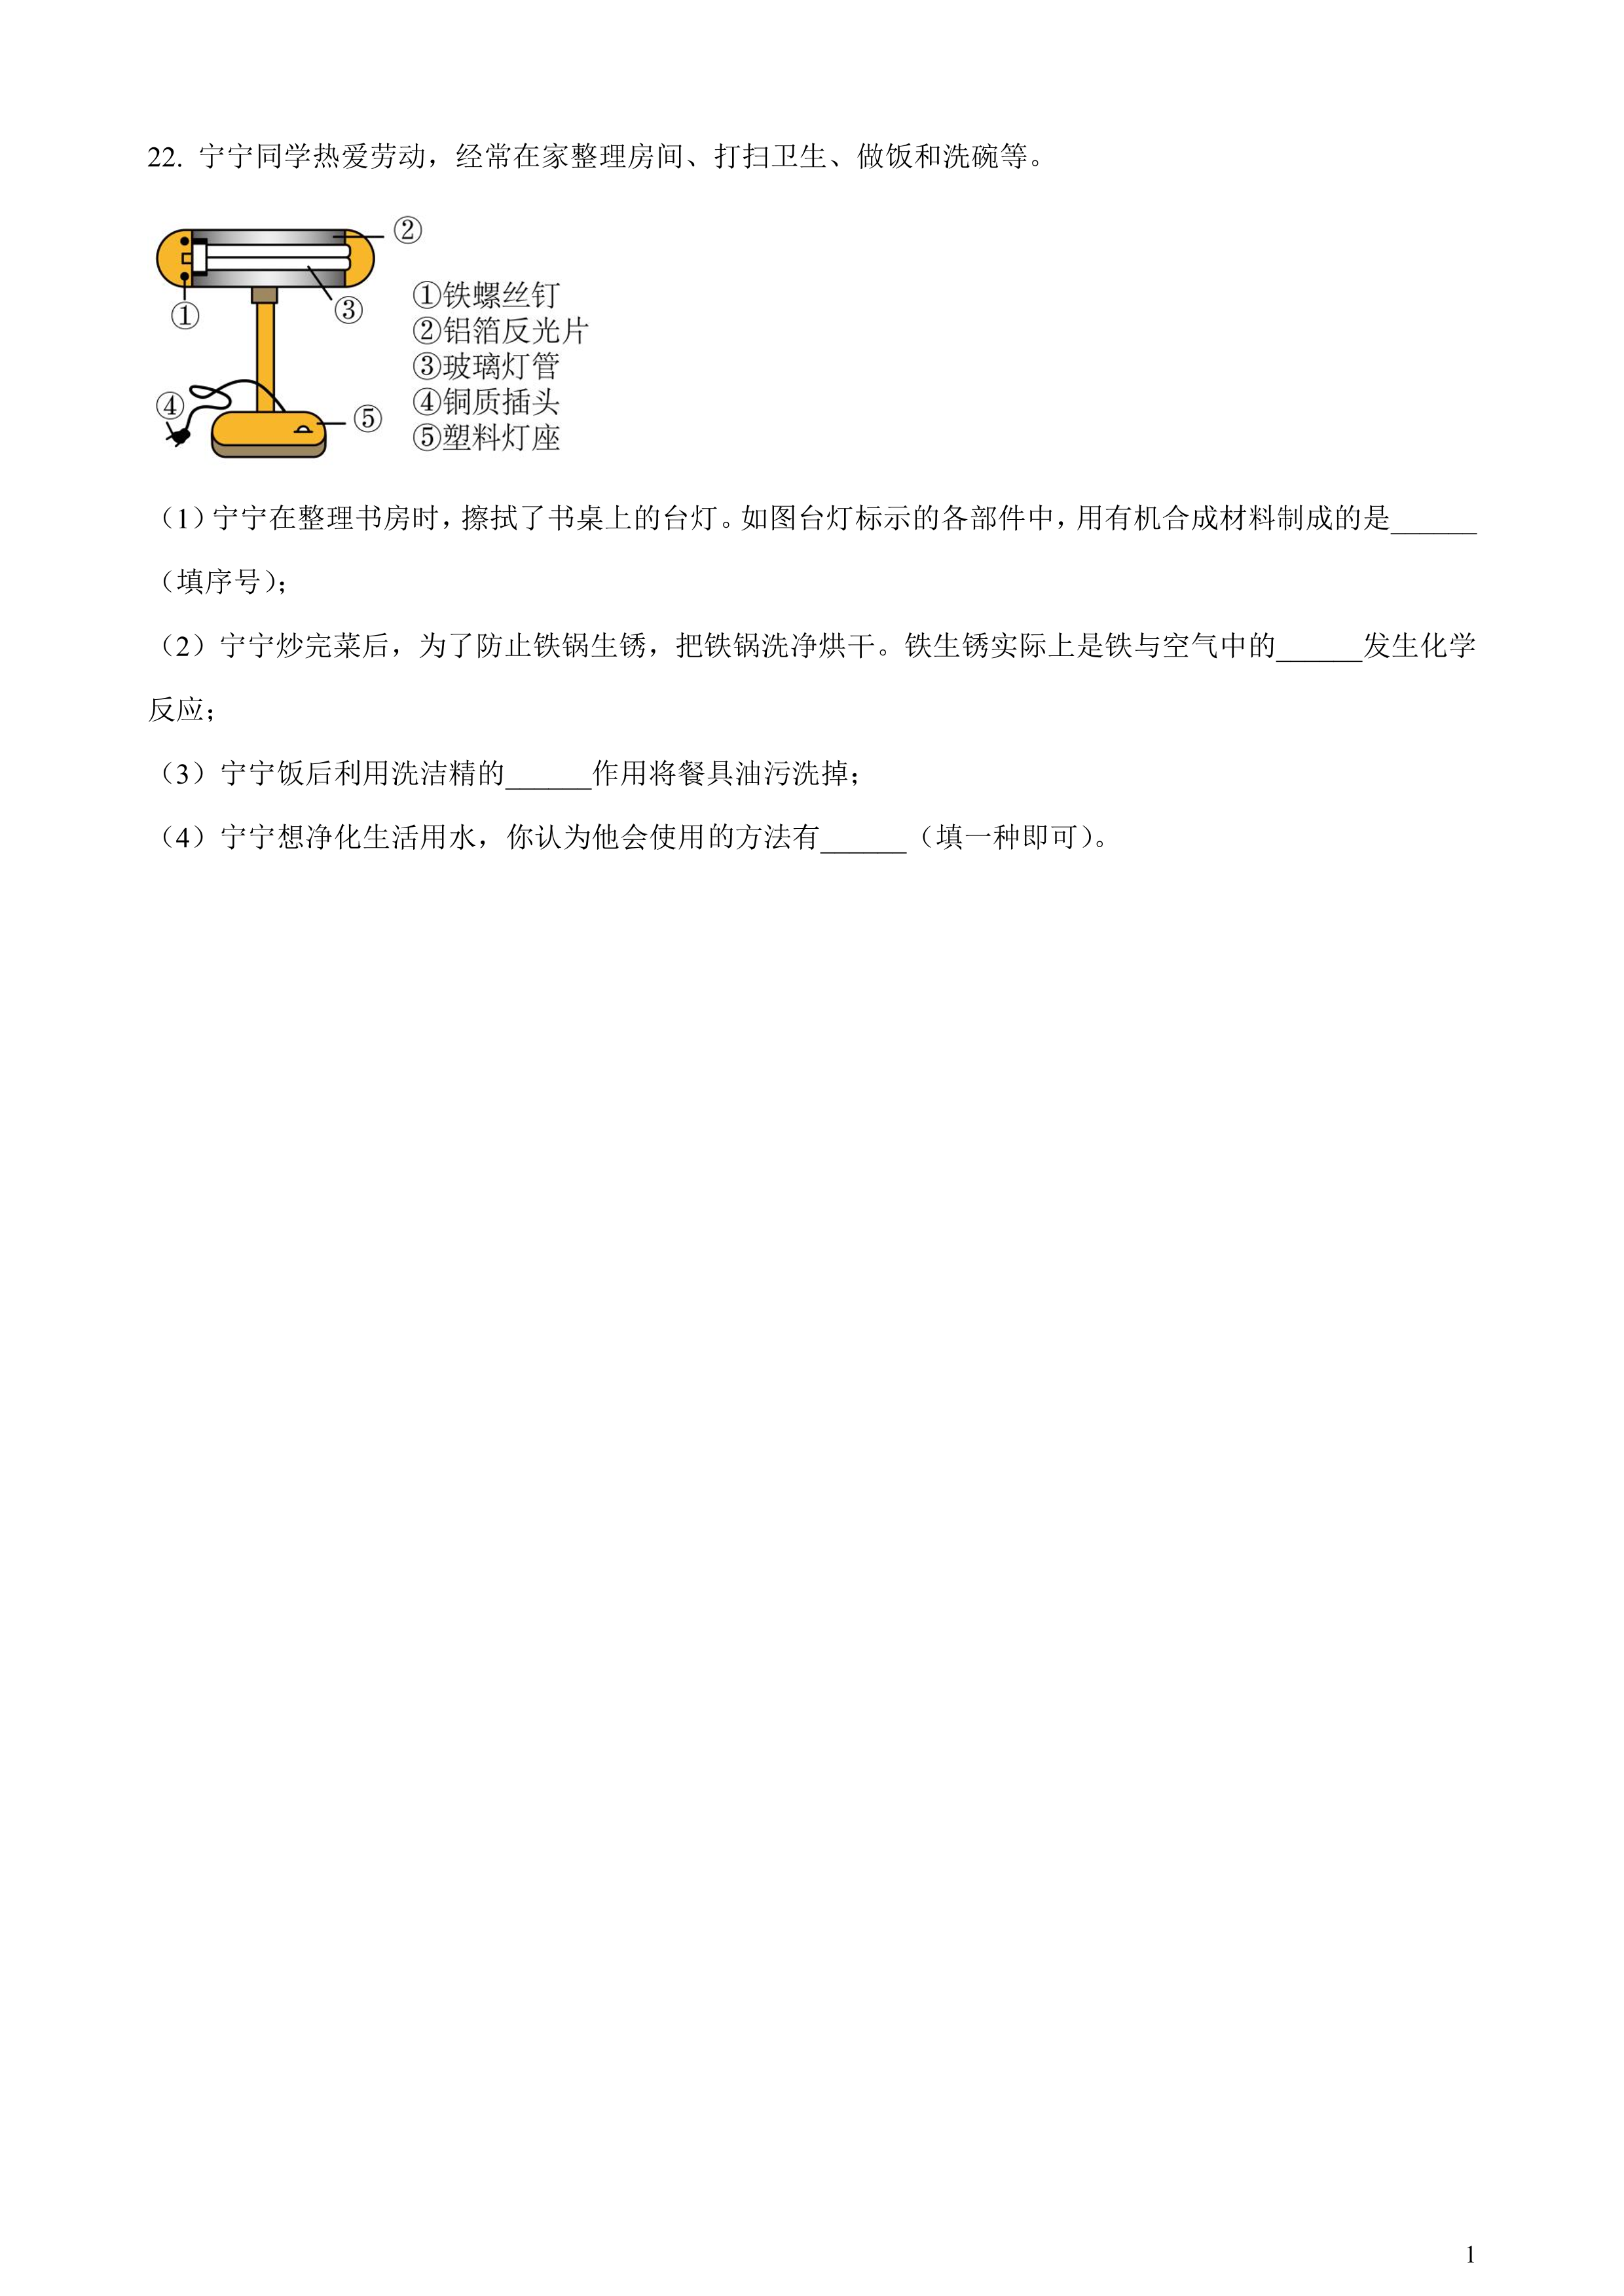 22. 宁宁同学热爱劳动，经常在家整理房间、打扫卫生、做饭和洗碗等。
②
①
③
④
⑤
①铁螺丝钉
②铝箔反光片
③玻璃灯管
④铜质插头
⑤塑料灯座
（1）宁宁在整理书房时，擦拭了书桌上的台灯。如图台灯标示的各部件中，用有机合成材料制成的是______
（填序号）；
（2）宁宁炒完菜后，为了防止铁锅生锈，把铁锅洗净烘干。铁生锈实际上是铁与空气中的______发生化学
反应；
（3）宁宁饭后利用洗洁精的______作用将餐具油污洗掉；
（4）宁宁想净化生活用水，你认为他会使用的方法有______（填一种即可）。
1